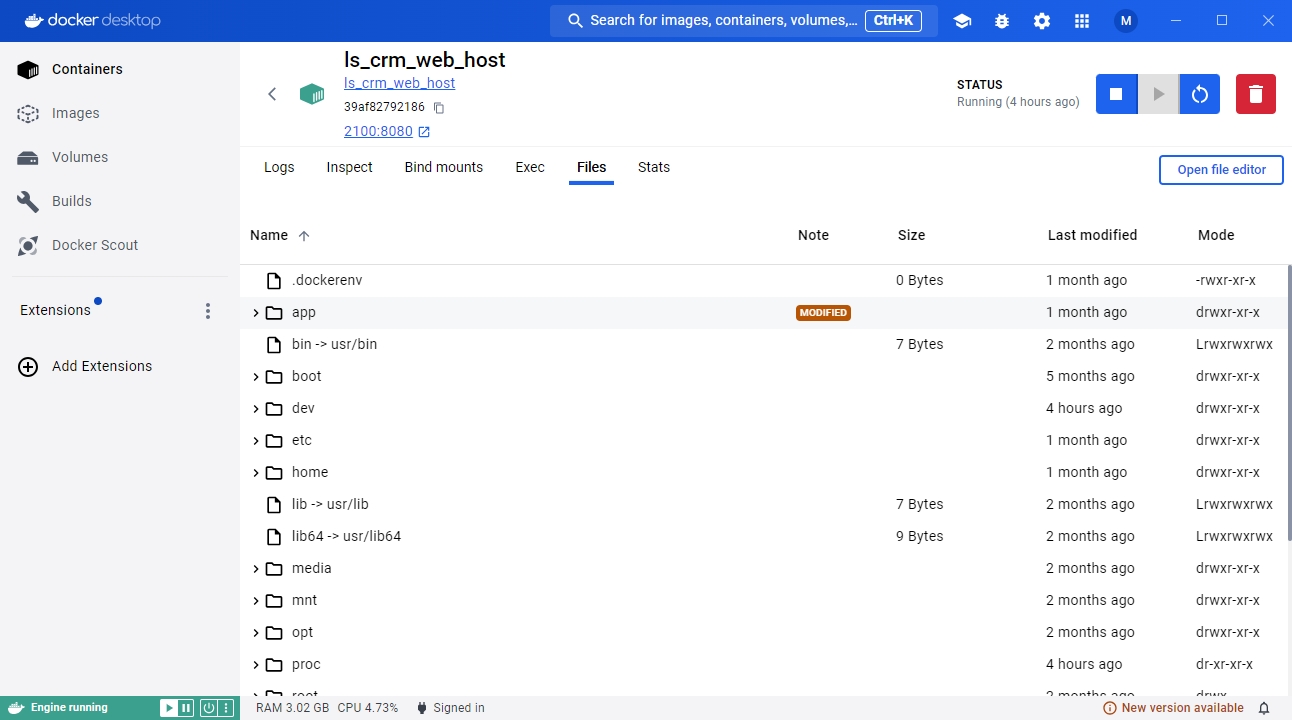 docker desktop
Search for images, containers, volumes,... Ctrl+K
M
Containers
Images
Volumes
Builds
Docker Scout
Extensions
Add Extensions
ls_crm_web_host
ls_crm_web_host
39af82792186
2100:8080
STATUS
Running (4 hours ago)
Logs Inspect Bind mounts Exec Files Stats
Open file editor
Name Note Size Last modified Mode
.dockerenv 0 Bytes 1 month ago -rwxr-xr-x
app MODIFIED 1 month ago drwxr-xr-x
bin -> usr/bin 7 Bytes 2 months ago Lrwxrwxrwx
boot 5 months ago drwxr-xr-x
dev 4 hours ago drwxr-xr-x
etc 1 month ago drwxr-xr-x
home 1 month ago drwxr-xr-x
lib -> usr/lib 7 Bytes 2 months ago Lrwxrwxrwx
lib64 -> usr/lib64 9 Bytes 2 months ago Lrwxrwxrwx
media 2 months ago drwxr-xr-x
mnt 2 months ago drwxr-xr-x
opt 2 months ago drwxr-xr-x
proc 4 hours ago dr-xr-xr-x
root 2 months ago drwx
Engine running
RAM 3.02 GB CPU 4.73% Signed in
New version available